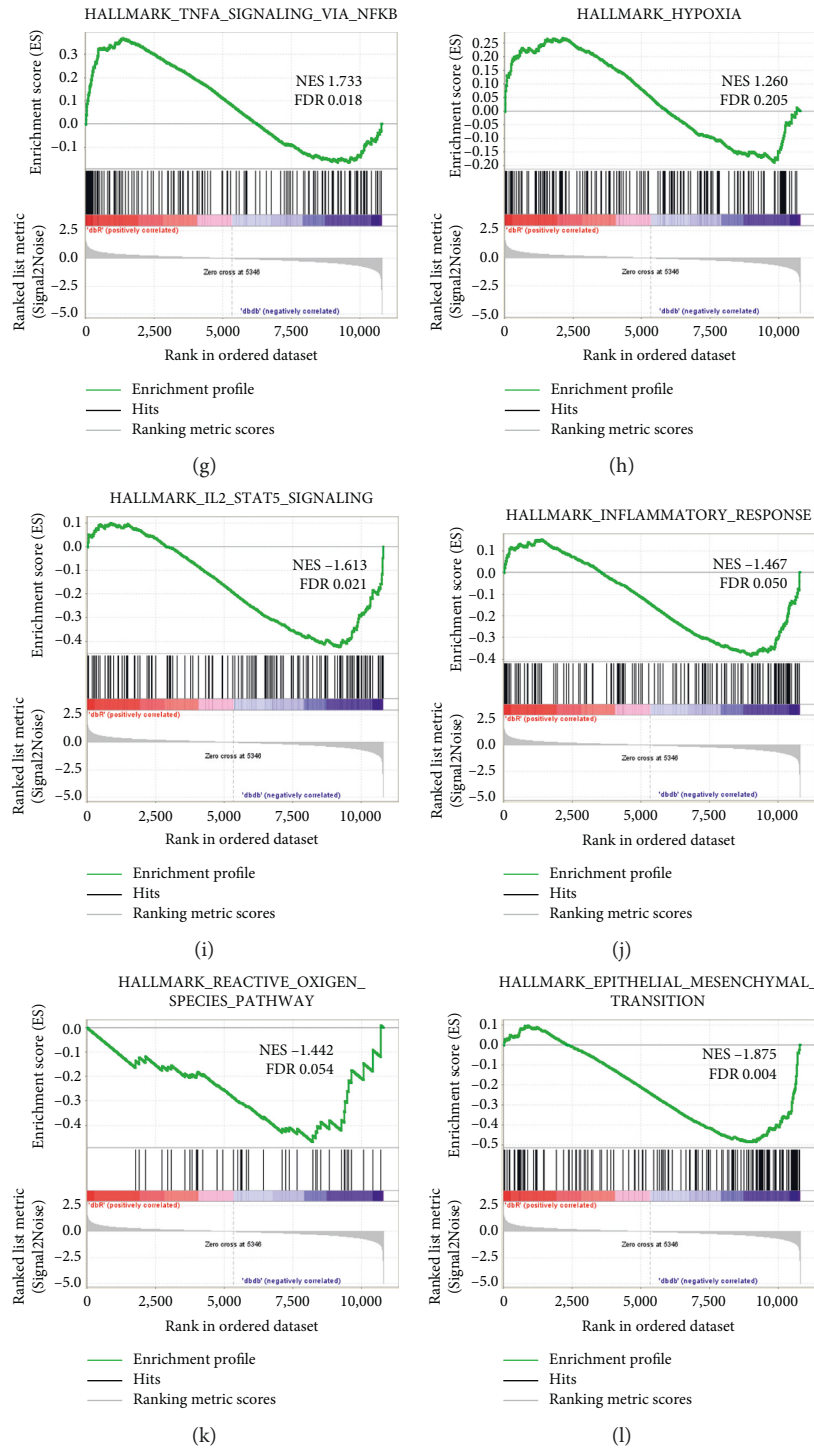 HALLMARK_TNFA_SIGNALING_VIA_NFKB
Enrichment score (ES)
0.3
0.2
0.1
0.0
−0.1
NES 1.733
FDR 0.018
Ranked list metric
(Signal2Noise)
2.5
0.0
−2.5
−5.0
'dbR' (positively correlated)
Zero cross at 5346
'dbdb' (negatively correlated)
0
2,500
5,000
7,500
10,000
Rank in ordered dataset
Enrichment profile
Hits
Ranking metric scores
(g)
HALLMARK_HYPOXIA
Enrichment score (ES)
0.25
0.20
0.15
0.10
0.05
0.00
−0.05
−0.10
−0.15
−0.20
NES 1.260
FDR 0.205
Ranked list metric
(Signal2Noise)
2.5
0.0
−2.5
−5.0
'dbR' (positively correlated)
Zero cross at 5346
'dbdb' (negatively correlated)
0
2,500
5,000
7,500
10,000
Rank in ordered dataset
Enrichment profile
Hits
Ranking metric scores
(h)
HALLMARK_IL2_STAT5_SIGNALING
Enrichment score (ES)
0.1
0.0
−0.1
−0.2
−0.3
−0.4
NES −1.613
FDR 0.021
Ranked list metric
(Signal2Noise)
2.5
0.0
−2.5
−5.0
'dbR' (positively correlated)
Zero cross at 5346
'dbdb' (negatively correlated)
0
2,500
5,000
7,500
10,000
Rank in ordered dataset
Enrichment profile
Hits
Ranking metric scores
(i)
HALLMARK_INFLAMMATORY_RESPONSE
Enrichment score (ES)
0.1
0.0
−0.1
−0.2
−0.3
−0.4
NES −1.467
FDR 0.050
Ranked list metric
(Signal2Noise)
2.5
0.0
−2.5
−5.0
'dbR' (positively correlated)
Zero cross at 5346
'dbdb' (negatively correlated)
0
2,500
5,000
7,500
10,000
Rank in ordered dataset
Enrichment profile
Hits
Ranking metric scores
(j)
HALLMARK_REACTIVE_OXIGEN_
SPECIES_PATHWAY
Enrichment score (ES)
0.0
−0.1
−0.2
−0.3
−0.4
NES −1.442
FDR 0.054
Ranked list metric
(Signal2Noise)
2.5
0.0
−2.5
−5.0
'dbR' (positively correlated)
Zero cross at 5346
'dbdb' (negatively correlated)
0
2,500
5,000
7,500
10,000
Rank in ordered dataset
Enrichment profile
Hits
Ranking metric scores
(k)
HALLMARK_EPITHELIAL_MESENCHYMAL_
TRANSITION
Enrichment score (ES)
0.1
0.0
−0.1
−0.2
−0.3
−0.4
−0.5
NES −1.875
FDR 0.004
Ranked list metric
(Signal2Noise)
2.5
0.0
−2.5
−5.0
'dbR' (positively correlated)
Zero cross at 5346
'dbdb' (negatively correlated)
0
2,500
5,000
7,500
10,000
Rank in ordered dataset
Enrichment profile
Hits
Ranking metric scores
(l)